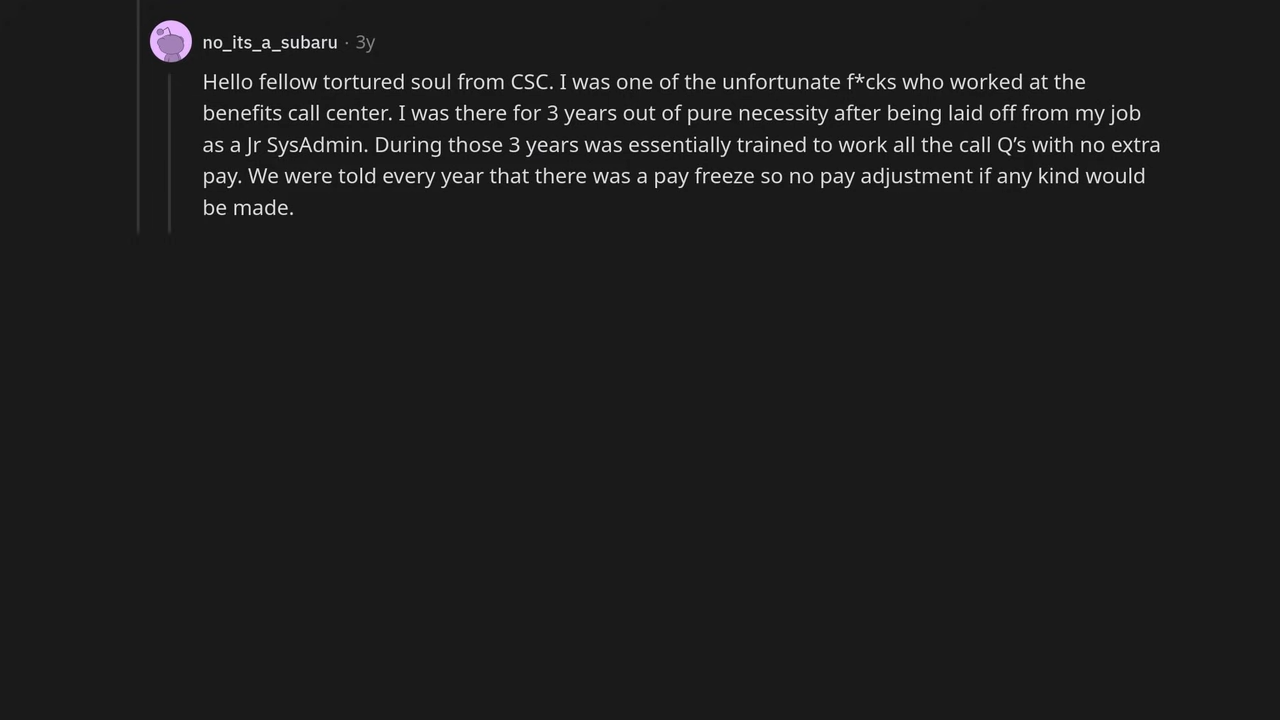 no_its_a_subaru · 3y
Hello fellow tortured soul from CSC. I was one of the unfortunate f*cks who worked at the
benefits call center. I was there for 3 years out of pure necessity after being laid off from my job
as a Jr SysAdmin. During those 3 years was essentially trained to work all the call Q’s with no extra
pay. We were told every year that there was a pay freeze so no pay adjustment if any kind would
be made.